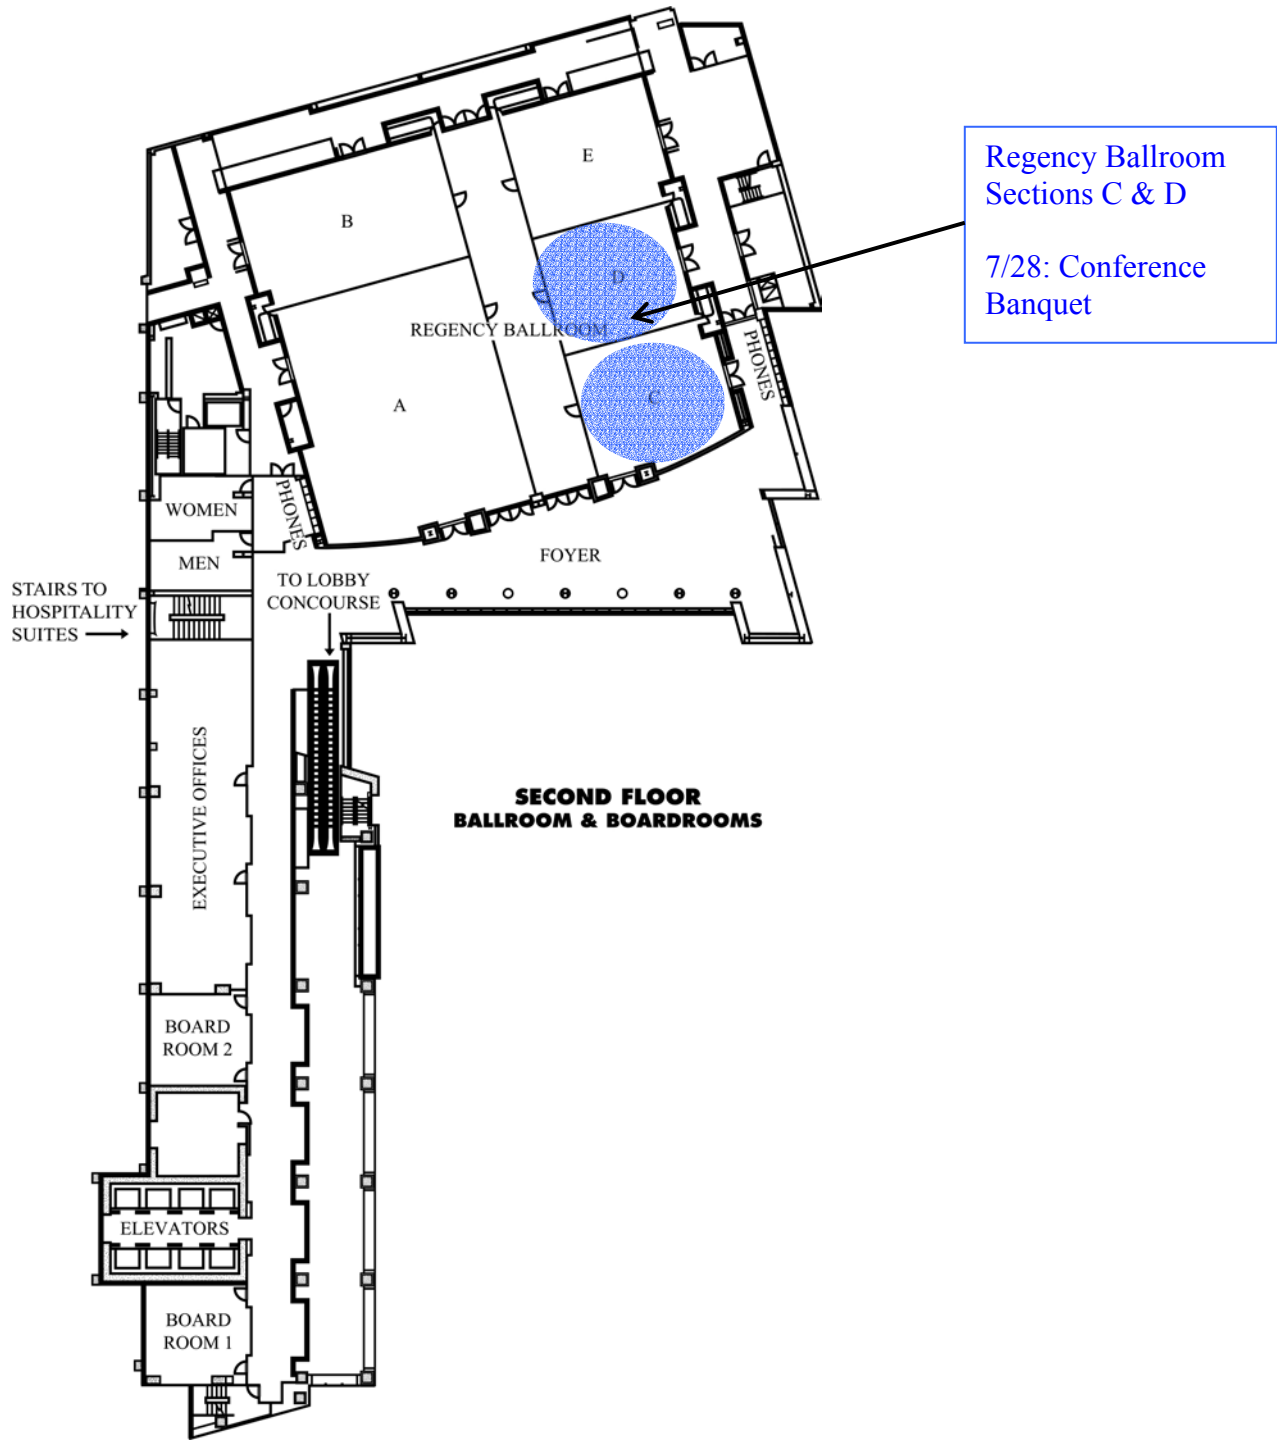 Regency Ballroom
Sections C & D
7/28: Conference
Banquet
E
B
D
REGENCY BALLROOM
PHONES
C
A
PHONES
WOMEN
MEN
FOYER
TO LOBBY
CONCOURSE
STAIRS TO
HOSPITALITY
SUITES
EXECUTIVE OFFICES
SECOND FLOOR
BALLROOM & BOARDROOMS
BOARD
ROOM 2
ELEVATORS
BOARD
ROOM 1